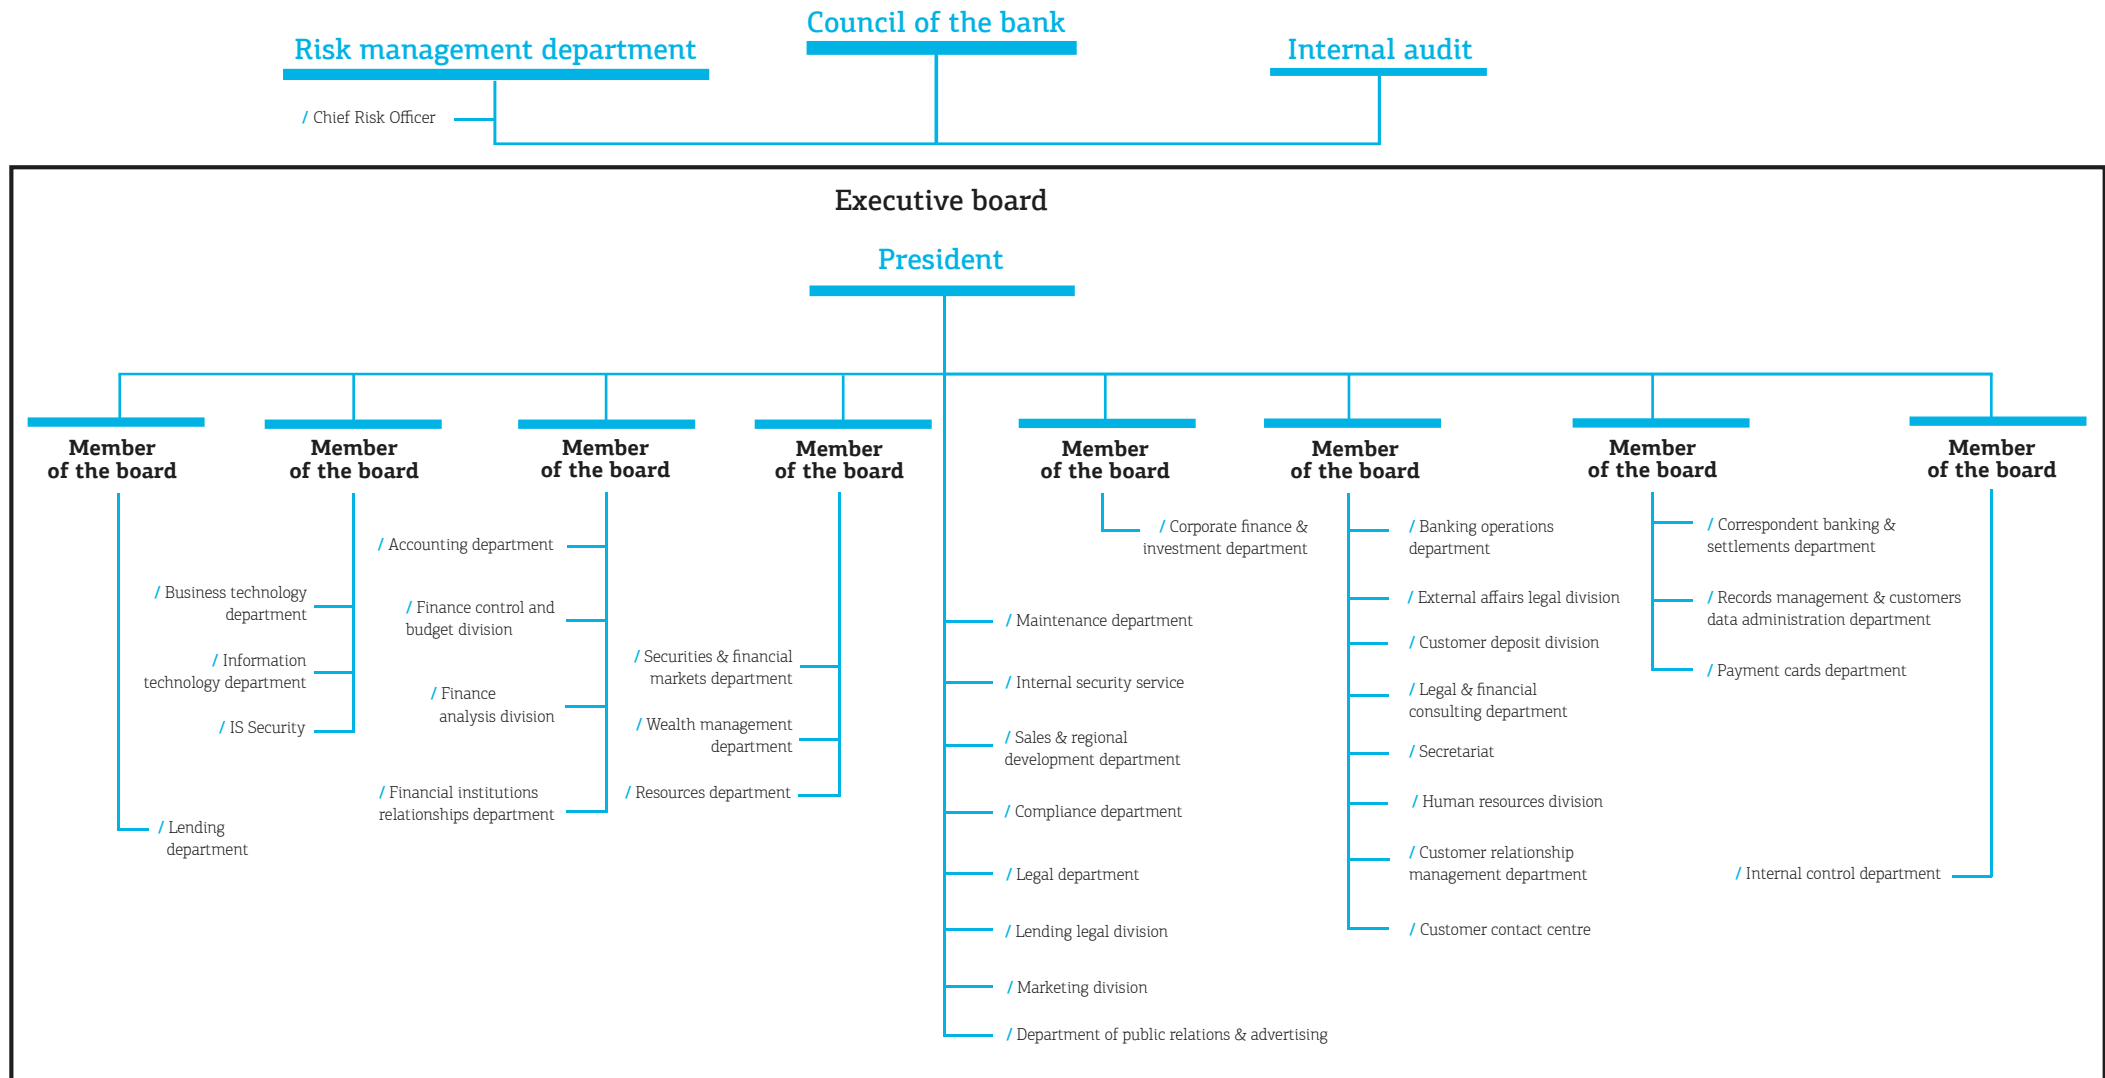 Council of the bank
Risk management department
Internal audit
/ Chief Risk Officer
Executive board
President
Member
of the board
/ Lending
department
Member
of the board
/ Business technology
department
/ Information
technology department
/ IS Security
Member
of the board
/ Accounting department
/ Finance control and
budget division
/ Finance
analysis division
/ Financial institutions
relationships department
Member
of the board
/ Securities & financial
markets department
/ Wealth management
department
/ Resources department
/ Maintenance department
/ Internal security service
/ Sales & regional
development department
/ Compliance department
/ Legal department
/ Lending legal division
/ Marketing division
/ Department of public relations & advertising
Member
of the board
/ Corporate finance &
investment department
Member
of the board
/ Banking operations
department
/ External affairs legal division
/ Customer deposit division
/ Legal & financial
consulting department
/ Secretariat
/ Human resources division
/ Customer relationship
management department
/ Customer contact centre
Member
of the board
/ Correspondent banking &
settlements department
/ Records management & customers
data administration department
/ Payment cards department
Member
of the board
/ Internal control department